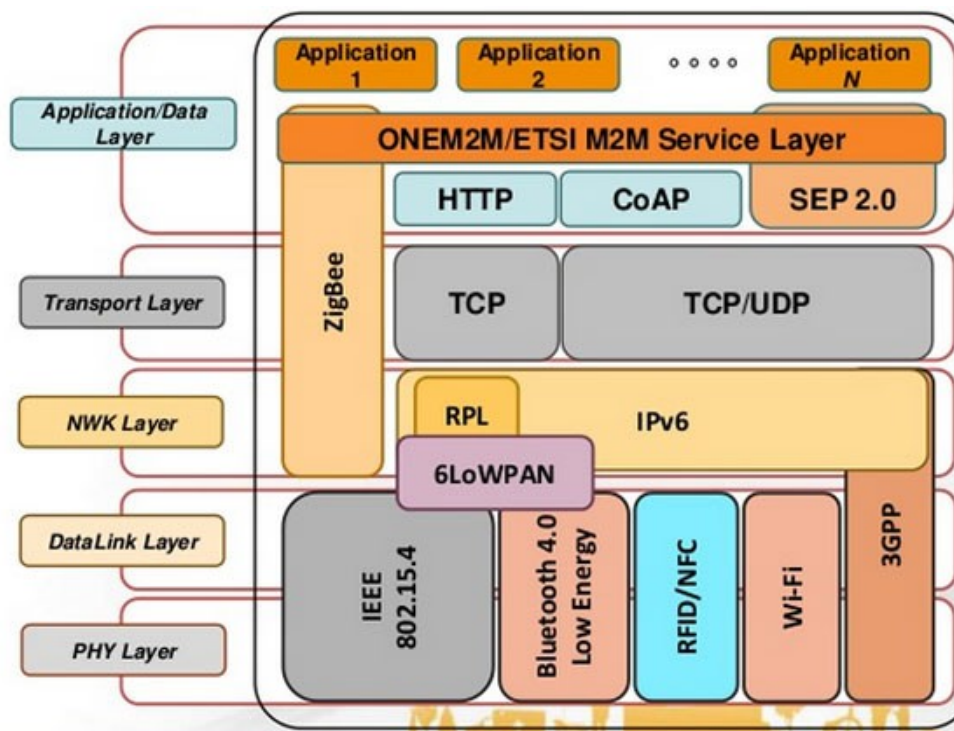 Application
1
Application
2
Application
N
Application/Data
Layer
ONEM2M/ETSI M2M Service Layer
HTTP
CoAP
SEP 2.0
ZigBee
Transport Layer
TCP
TCP/UDP
NWK Layer
RPL
IPv6
6LoWPAN
DataLink Layer
IEEE
802.15.4
Bluetooth 4.0
Low Energy
RFID/NFC
Wi-Fi
3GPP
PHY Layer